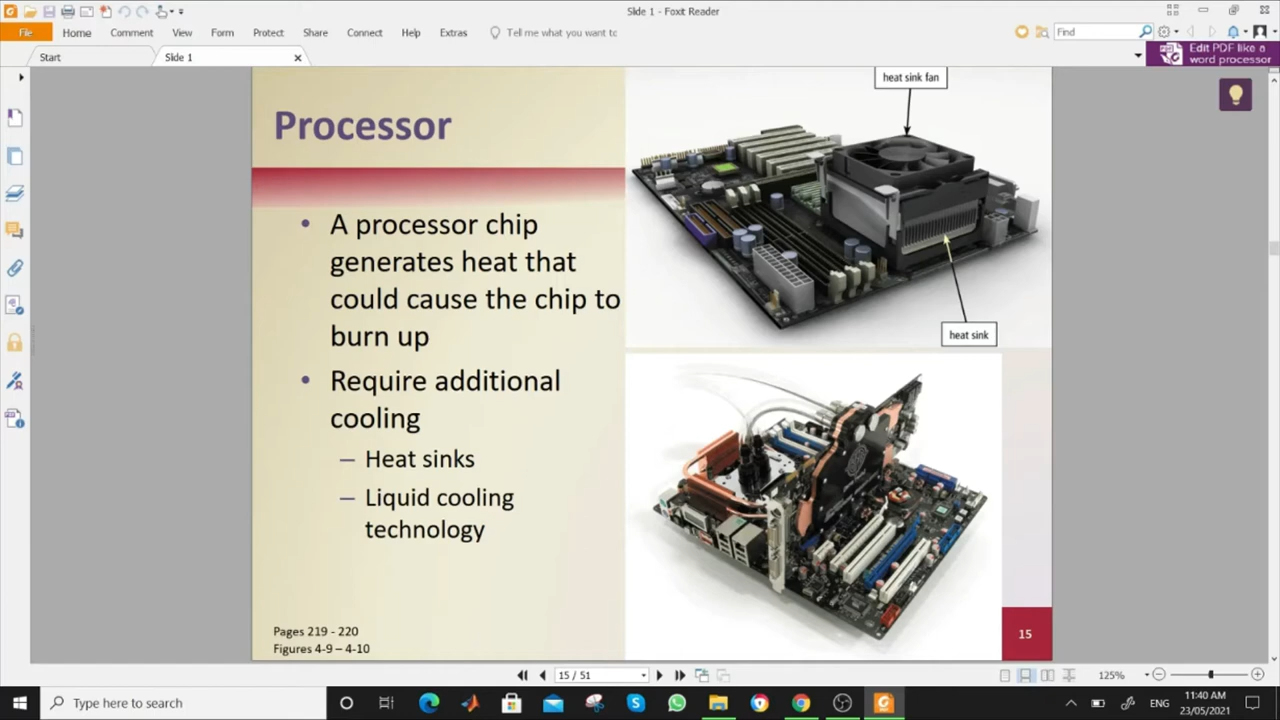 Slide 1 - Foxit Reader
File
Home
Comment
View
Form
Protect
Share
Connect
Help
Extras
Tell me what you want to
Find
Start
Slide 1
Edit PDF like a
word processor
Processor
• A processor chip
generates heat that
could cause the chip to
burn up
• Require additional
cooling
– Heat sinks
– Liquid cooling
technology
Pages 219 - 220
Figures 4-9 – 4-10
heat sink fan
heat sink
15
15 / 51
125%
Type here to search
ENG
11:40 AM
23/05/2021